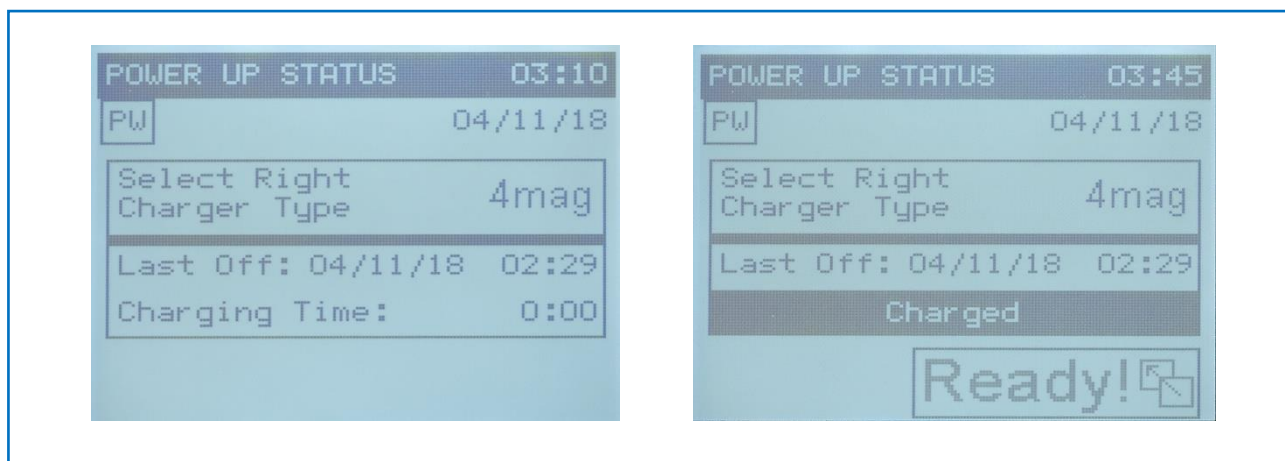 POWER UP STATUS 03:10
PW 04/11/18
Select Right
Charger Type 4mag
Last Off: 04/11/18 02:29
Charging Time: 0:00
POWER UP STATUS 03:45
PW 04/11/18
Select Right
Charger Type 4mag
Last Off: 04/11/18 02:29
Charged
Ready!